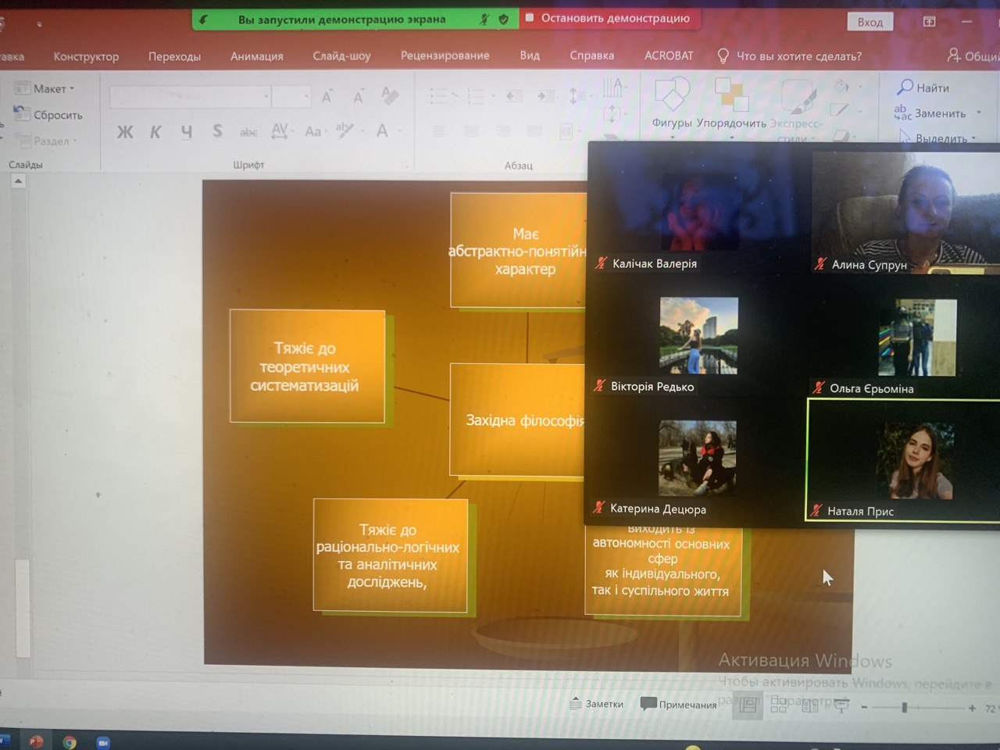 Вы запустили демонстрацию экрана
Остановить демонстрацию
Вход
Конструктор
Переходы
Анимация
Слайд-шоу
Рецензирование
Вид
Справка
ACROBAT
Что вы хотите сделать?
Макет
Сбросить
Раздел
Слайды
Ж К Ч S abc AV Aa
Шрифт
Абзац
Фигуры
Упорядочить
Экспресс-
стили
Найти
Заменить
Выделить
Має
абстрактно-понятійн
характер
Тяжіє до
теоретичних
систематизацій
Західна філософія
Тяжіє до
раціонально-логічних
та аналітичних
досліджень,
виходить із
автономності основних
сфер
як індивідуального,
так і суспільного життя
Калічак Валерія
Алина Супрун
Вікторія Редько
Ольга Єрьоміна
Катерина Децюра
Наталя Прис
Активация Windows
Чтобы активировать Windows, перейдите в
раздел "Параметры".
Заметки
Примечания
72